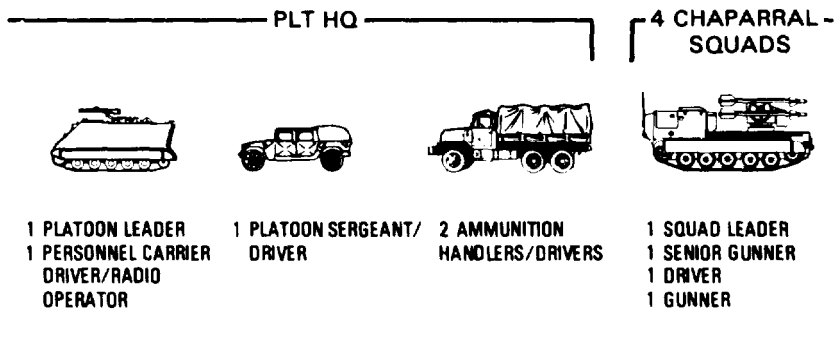 PLT HQ
4 CHAPARRAL
SQUADS
1 PLATOON LEADER
1 PERSONNEL CARRIER
DRIVER/RADIO
OPERATOR
1 PLATOON SERGEANT/
DRIVER
2 AMMUNITION
HANDLERS/DRIVERS
1 SQUAD LEADER
1 SENIOR GUNNER
1 DRIVER
1 GUNNER